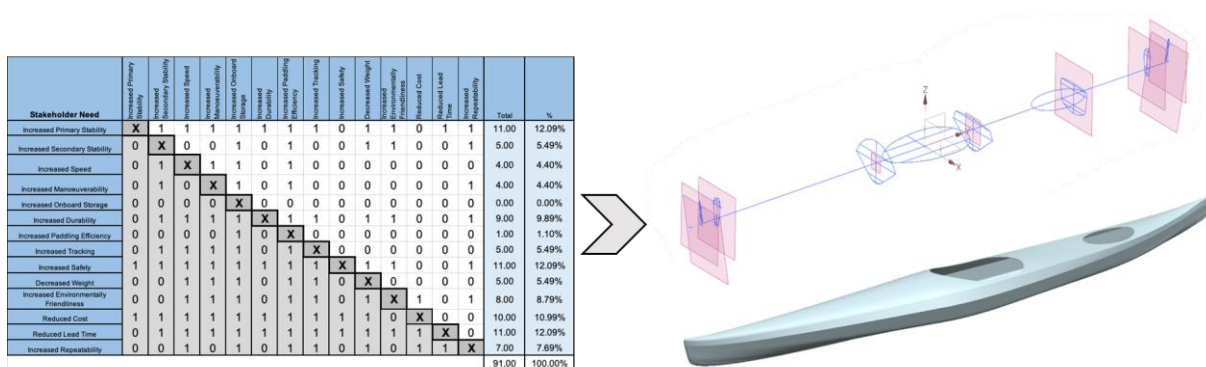 Stakeholder Need
Increased Primary
Stability
Increased
Secondary Stability
Increased Speed
Increased
Manoeuverability
Increased Onboard
Storage
Increased
Durability
Increased Paddling
Efficiency
Increased Tracking
Increased Safety
Decreased Weight
Increased
Environmentally
Friendliness
Reduced Cost
Reduced Lead
Time
Increased
Repeatability
Total
%
Increased Primary Stability X 1 1 1 1 1 1 1 0 1 1 0 1 1 11.00 12.09%
Increased Secondary Stability 0 X 0 0 1 0 1 0 0 1 1 0 0 1 5.00 5.49%
Increased Speed 0 1 X 1 1 0 1 0 0 0 0 0 0 0 4.00 4.40%
Increased Manoeuverability 0 1 0 X 1 0 1 0 0 0 0 0 0 1 4.00 4.40%
Increased Onboard Storage 0 0 0 0 X 0 0 0 0 0 0 0 0 0 0.00 0.00%
Increased Durability 0 1 1 1 1 X 1 1 0 1 1 0 0 1 9.00 9.89%
Increased Paddling Efficiency 0 0 0 0 1 0 X 0 0 0 0 0 0 0 1.00 1.10%
Increased Tracking 0 1 1 1 1 0 1 X 0 0 0 0 0 0 5.00 5.49%
Increased Safety 1 1 1 1 1 1 1 1 X 1 1 0 0 1 11.00 12.09%
Decreased Weight 0 0 1 1 1 0 1 1 0 X 0 0 0 0 5.00 5.49%
Increased Environmentally
Friendliness 0 0 1 1 1 0 1 1 0 1 X 1 0 1 8.00 8.79%
Reduced Cost 1 1 1 1 1 1 1 1 1 1 0 X 0 0 10.00 10.99%
Reduced Lead Time 0 1 1 1 1 1 1 1 1 1 1 1 X 0 11.00 12.09%
Increased Repeatability 0 0 1 0 1 0 1 1 0 1 0 1 1 X 7.00 7.69%
91.00 100.00%
Z
X